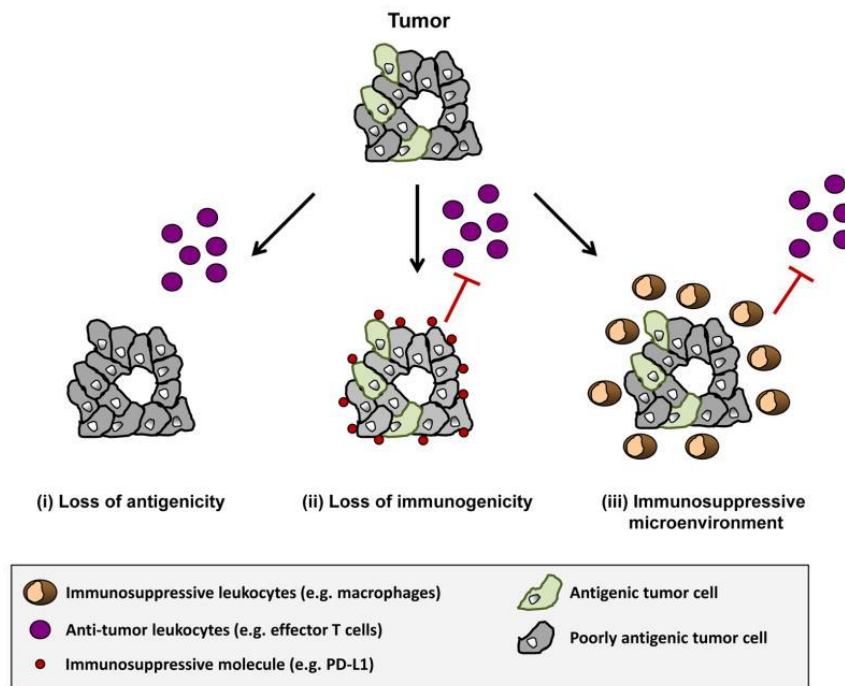 Tumor
(i) Loss of antigenicity
(ii) Loss of immunogenicity
(iii) Immunosuppressive
microenvironment
Immunosuppressive leukocytes (e.g. macrophages)
Anti-tumor leukocytes (e.g. effector T cells)
Immunosuppressive molecule (e.g. PD-L1)
Antigenic tumor cell
Poorly antigenic tumor cell